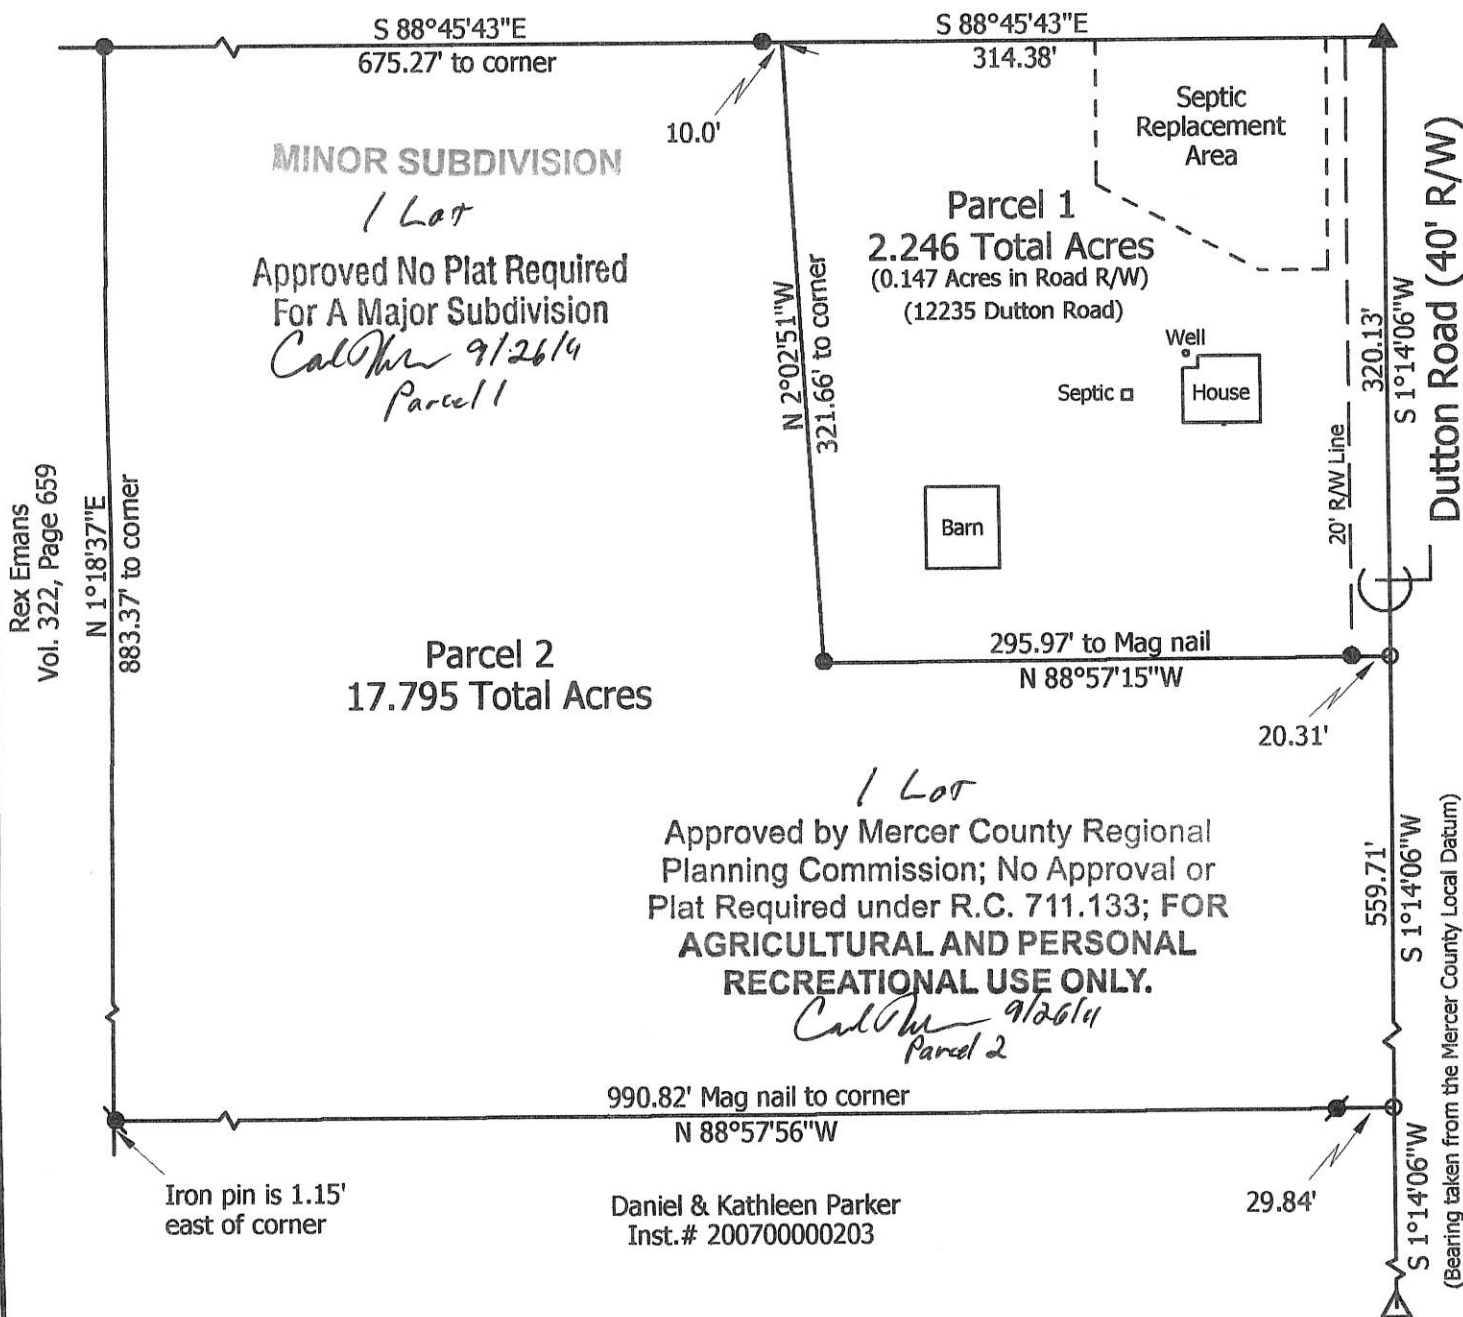 S 88°45'43"E
675.27' to corner
S 88°45'43"E
314.38'
10.0'
Septic
Replacement
Area
MINOR SUBDIVISION
1 Lot
Approved No Plat Required
For A Major Subdivision
9/26/11
Parcel 1
Parcel 1
2.246 Total Acres
(0.147 Acres in Road R/W)
(12235 Dutton Road)
N 2°02'51"W
321.66' to corner
Well
Septic
House
Barn
20' R/W Line
320.13'
S 1°14'06"W
Dutton Road (40' R/W)
Rex Emans
Vol. 322, Page 659
N 1°18'37"E
883.37' to corner
Parcel 2
17.795 Total Acres
295.97' to Mag nail
N 88°57'15"W
20.31'
1 Lot
Approved by Mercer County Regional
Planning Commission; No Approval or
Plat Required under R.C. 711.133; FOR
AGRICULTURAL AND PERSONAL
RECREATIONAL USE ONLY.
9/26/11
Parcel 2
559.71'
S 1°14'06"W
990.82' Mag nail to corner
N 88°57'56"W
29.84'
Iron pin is 1.15'
east of corner
Daniel & Kathleen Parker
Inst.# 200700000203
S 1°14'06"W
(Bearing taken from the Mercer County Local Datum)